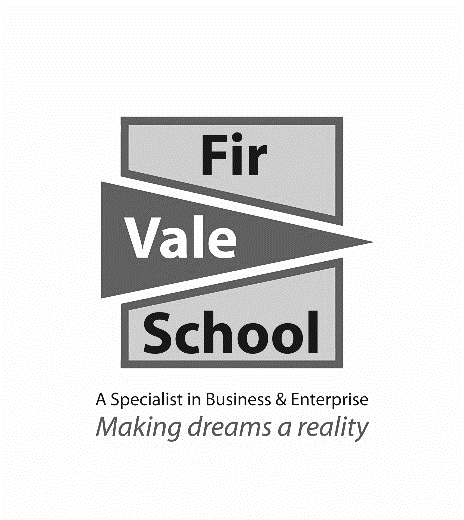 Fir
Vale
School
A Specialist in Business & Enterprise
Making dreams a reality